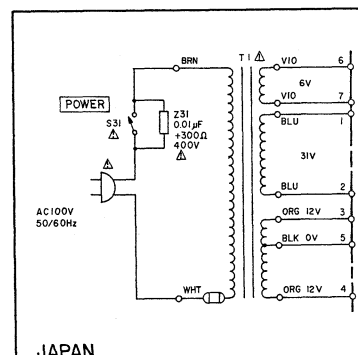 BRN
T1
VIO 6
6V
VIO 7
BLU 1
31V
BLU 2
ORG 12V 3
BLK 0V 5
ORG 12V 4
POWER
S31
Z31
0.01µF
+300Ω
400V
AC100V
50/60Hz
WHT
JAPAN